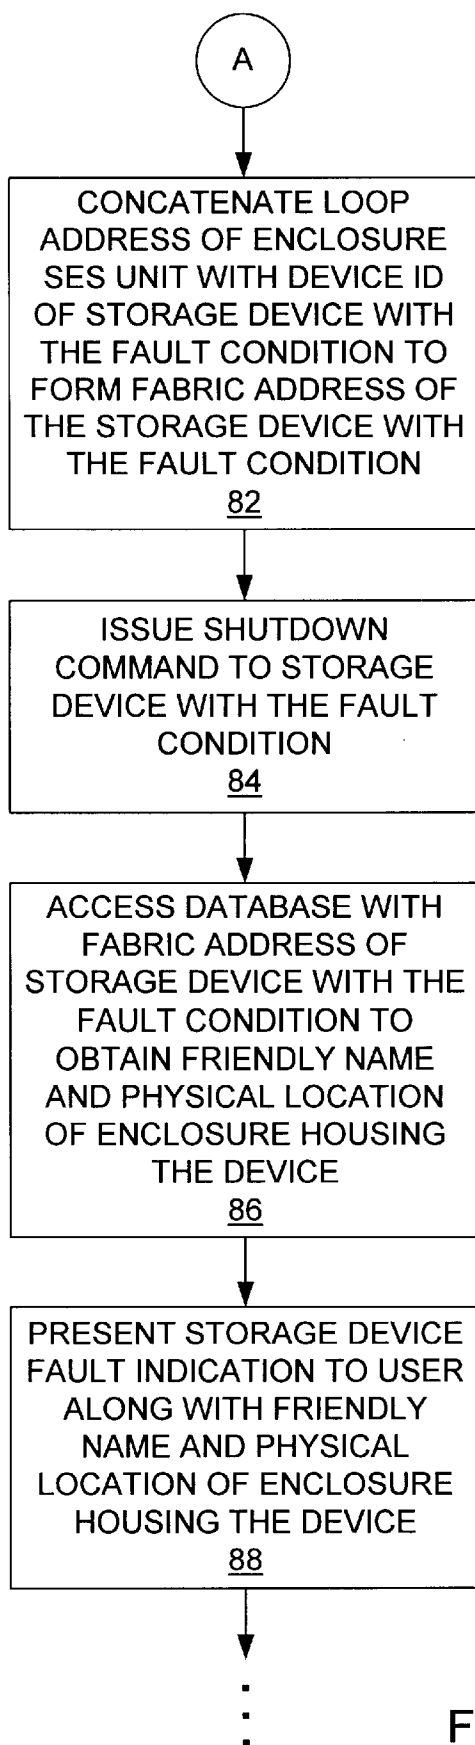 A
CONCATENATE LOOP
ADDRESS OF ENCLOSURE
SES UNIT WITH DEVICE ID
OF STORAGE DEVICE WITH
THE FAULT CONDITION TO
FORM FABRIC ADDRESS OF
THE STORAGE DEVICE WITH
THE FAULT CONDITION
82
ISSUE SHUTDOWN
COMMAND TO STORAGE
DEVICE WITH THE FAULT
CONDITION
84
ACCESS DATABASE WITH
FABRIC ADDRESS OF
STORAGE DEVICE WITH THE
FAULT CONDITION TO
OBTAIN FRIENDLY NAME
AND PHYSICAL LOCATION
OF ENCLOSURE HOUSING
THE DEVICE
86
PRESENT STORAGE DEVICE
FAULT INDICATION TO USER
ALONG WITH FRIENDLY
NAME AND PHYSICAL
LOCATION OF ENCLOSURE
HOUSING THE DEVICE
88
F